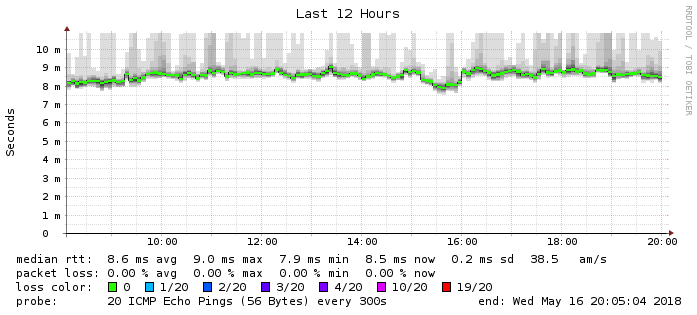 Last 12 Hours
RRDTOOL / TOBI OETIKER
Seconds
10 m
9 m
8 m
7 m
6 m
5 m
4 m
3 m
2 m
1 m
0
10:00 12:00 14:00 16:00 18:00 20:00
median rtt: 8.6 ms avg 9.0 ms max 7.9 ms min 8.5 ms now 0.2 ms sd 38.5 am/s
packet loss: 0.00 % avg 0.00 % max 0.00 % min 0.00 % now
loss color: 0 1/20 2/20 3/20 4/20 10/20 19/20
probe: 20 ICMP Echo Pings (56 Bytes) every 300s end: Wed May 16 20:05:04 2018